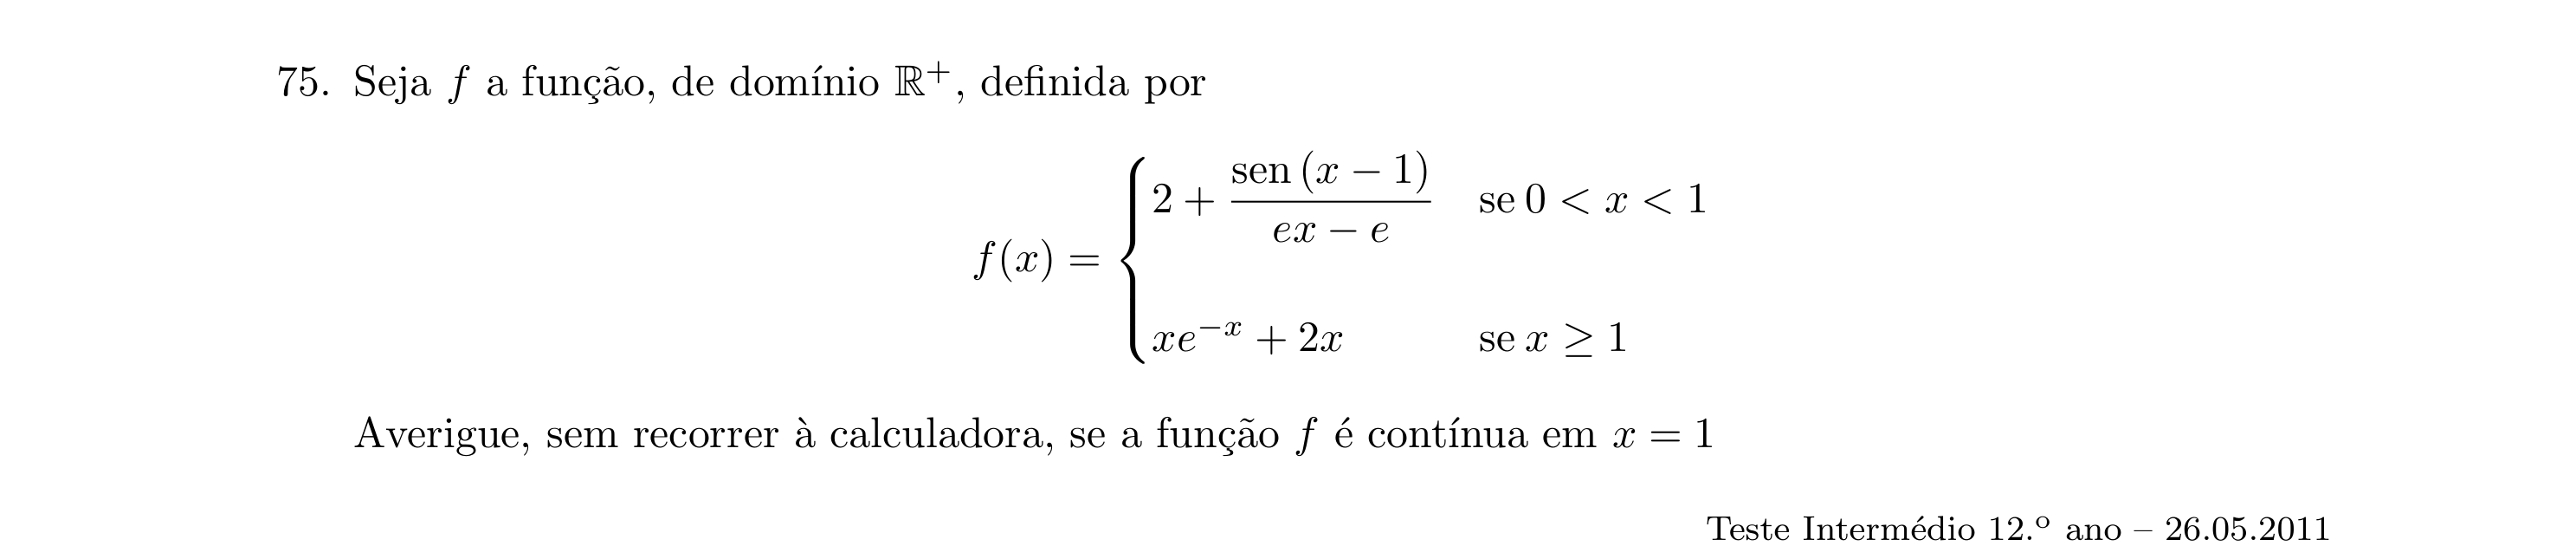 75. Seja f a função, de domínio ℝ⁺, definida por
f(x) = { 2 + sen (x − 1) / (ex − e) se 0 < x < 1
xe⁻ˣ + 2x se x ≥ 1
Averigue, sem recorrer à calculadora, se a função f é contínua em x = 1
Teste Intermédio 12.º ano – 26.05.2011